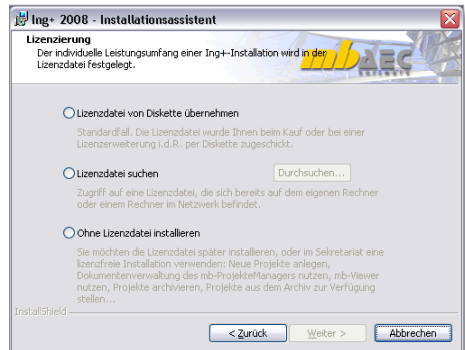 Ing+ 2008 - Installationsassistent
Lizenzierung
Der individuelle Leistungsumfang einer Ing+-Installation wird in der
Lizenzdatei festgelegt.
mb AEC
SOFTWARE
Lizenzdatei von Diskette übernehmen
Standardfall. Die Lizenzdatei wurde Ihnen beim Kauf oder bei einer
Lizenzerweiterung i.d.R. per Diskette zugeschickt.
Lizenzdatei suchen
Durchsuchen...
Zugriff auf eine Lizenzdatei, die sich bereits auf dem eigenen Rechner
oder einem Rechner im Netzwerk befindet.
Ohne Lizenzdatei installieren
Sie möchten die Lizenzdatei später installieren, oder im Sekretariat eine
lizenzfreie Installation verwenden: Neue Projekte anlegen,
Dokumentenverwaltung des mb-ProjekteManagers nutzen, mb-Viewer
nutzen, Projekte archivieren, Projekte aus dem Archiv zur Verfügung
stellen...
InstallShield
< Zurück
Weiter >
Abbrechen